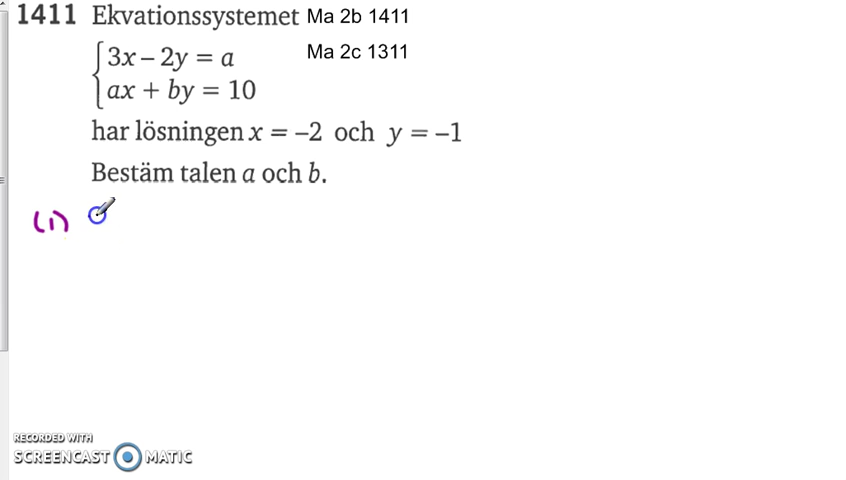 1411 Ekvationssystemet Ma 2b 1411
3x – 2y = a Ma 2c 1311
ax + by = 10
har lösningen x = –2 och y = –1
Bestäm talen a och b.
(1)
RECORDED WITH
SCREENCAST MATIC